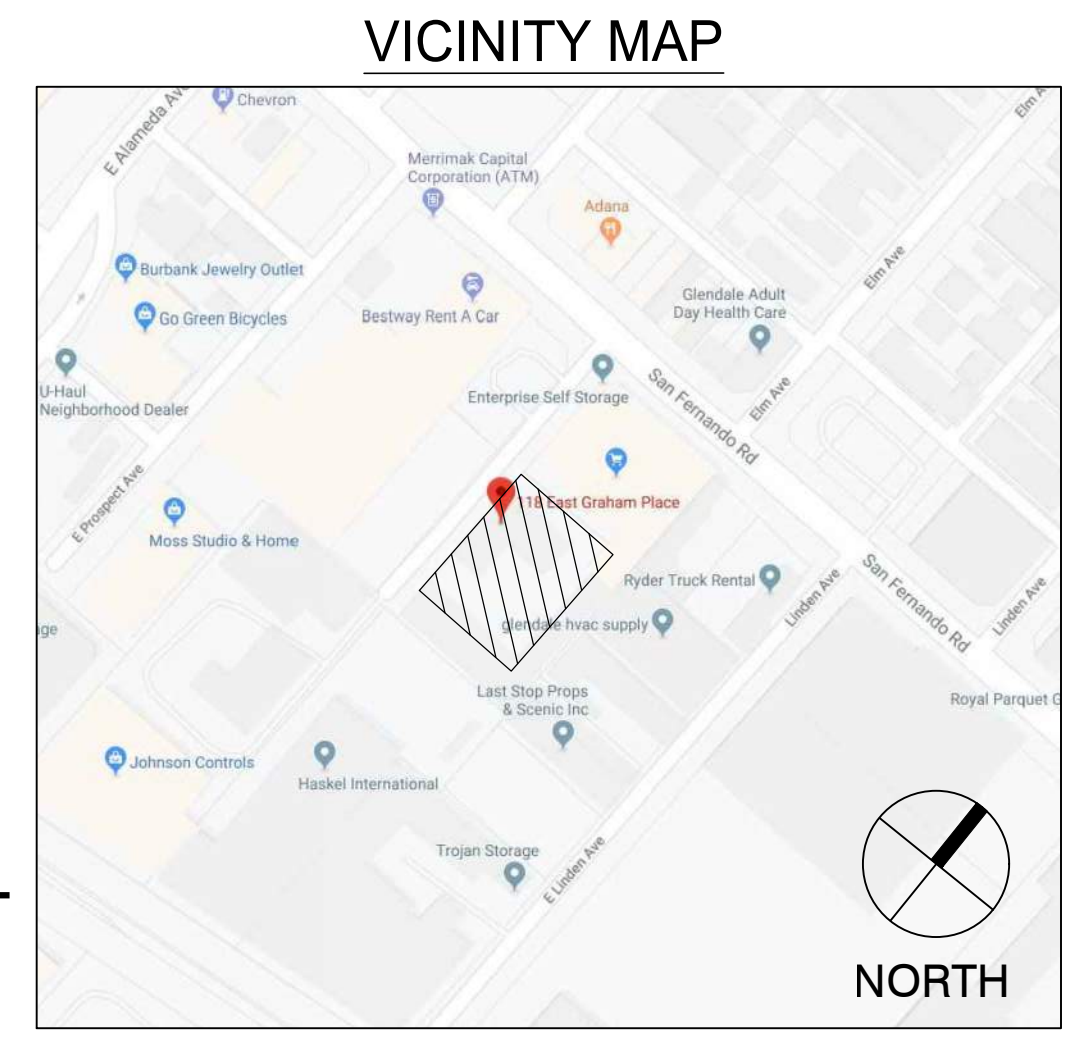 VICINITY MAP
E Alameda Av
Chevron
Elm A
Merrimak Capital
Corporation (ATM)
Adana
Elm Ave
Burbank Jewelry Outlet
Go Green Bicycles
Bestway Rent A Car
Glendale Adult
Day Health Care
U-Haul
Neighborhood Dealer
Enterprise Self Storage
San Fernando Rd
Elm Ave
E Prospect Ave
118 East Graham Place
Moss Studio & Home
Ryder Truck Rental
Linden Ave
San Fernando Rd
Linden Ave
ge
glendale hvac supply
Last Stop Props
& Scenic Inc
Royal Parquet
Johnson Controls
Haskel International
Trojan Storage
E Linden Ave
NORTH